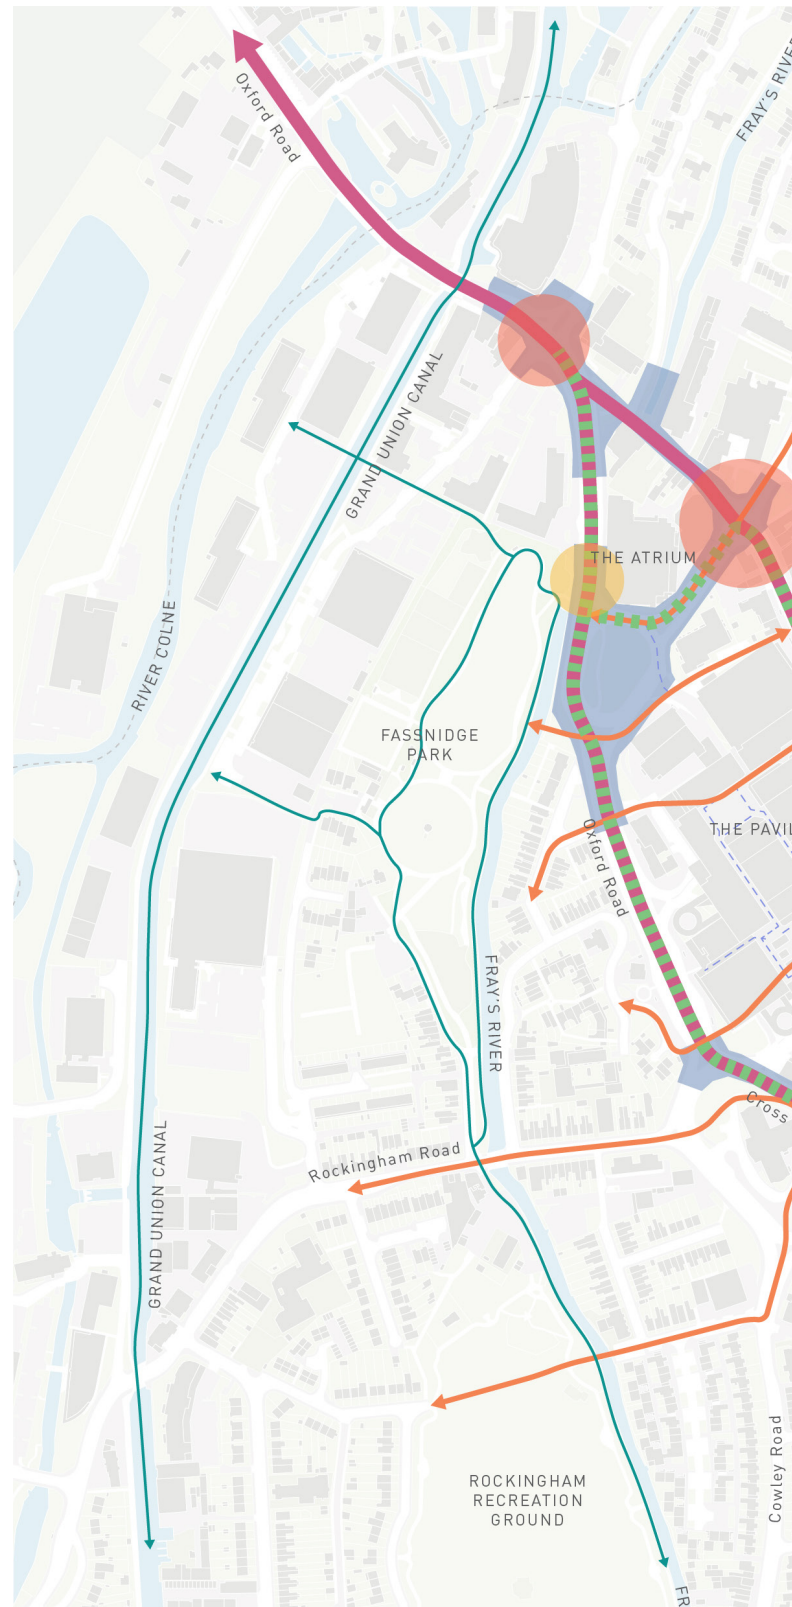 Oxford Road
FRAY'S RIVE
GRAND UNION CANAL
THE ATRIUM
RIVER COLNE
FASSNIDGE
PARK
THE PAVIL
Oxford Road
FRAY'S RIVER
Cross
Rockingham Road
GRAND UNION CANAL
Cowley Road
ROCKINGHAM
RECREATION
GROUND
FR